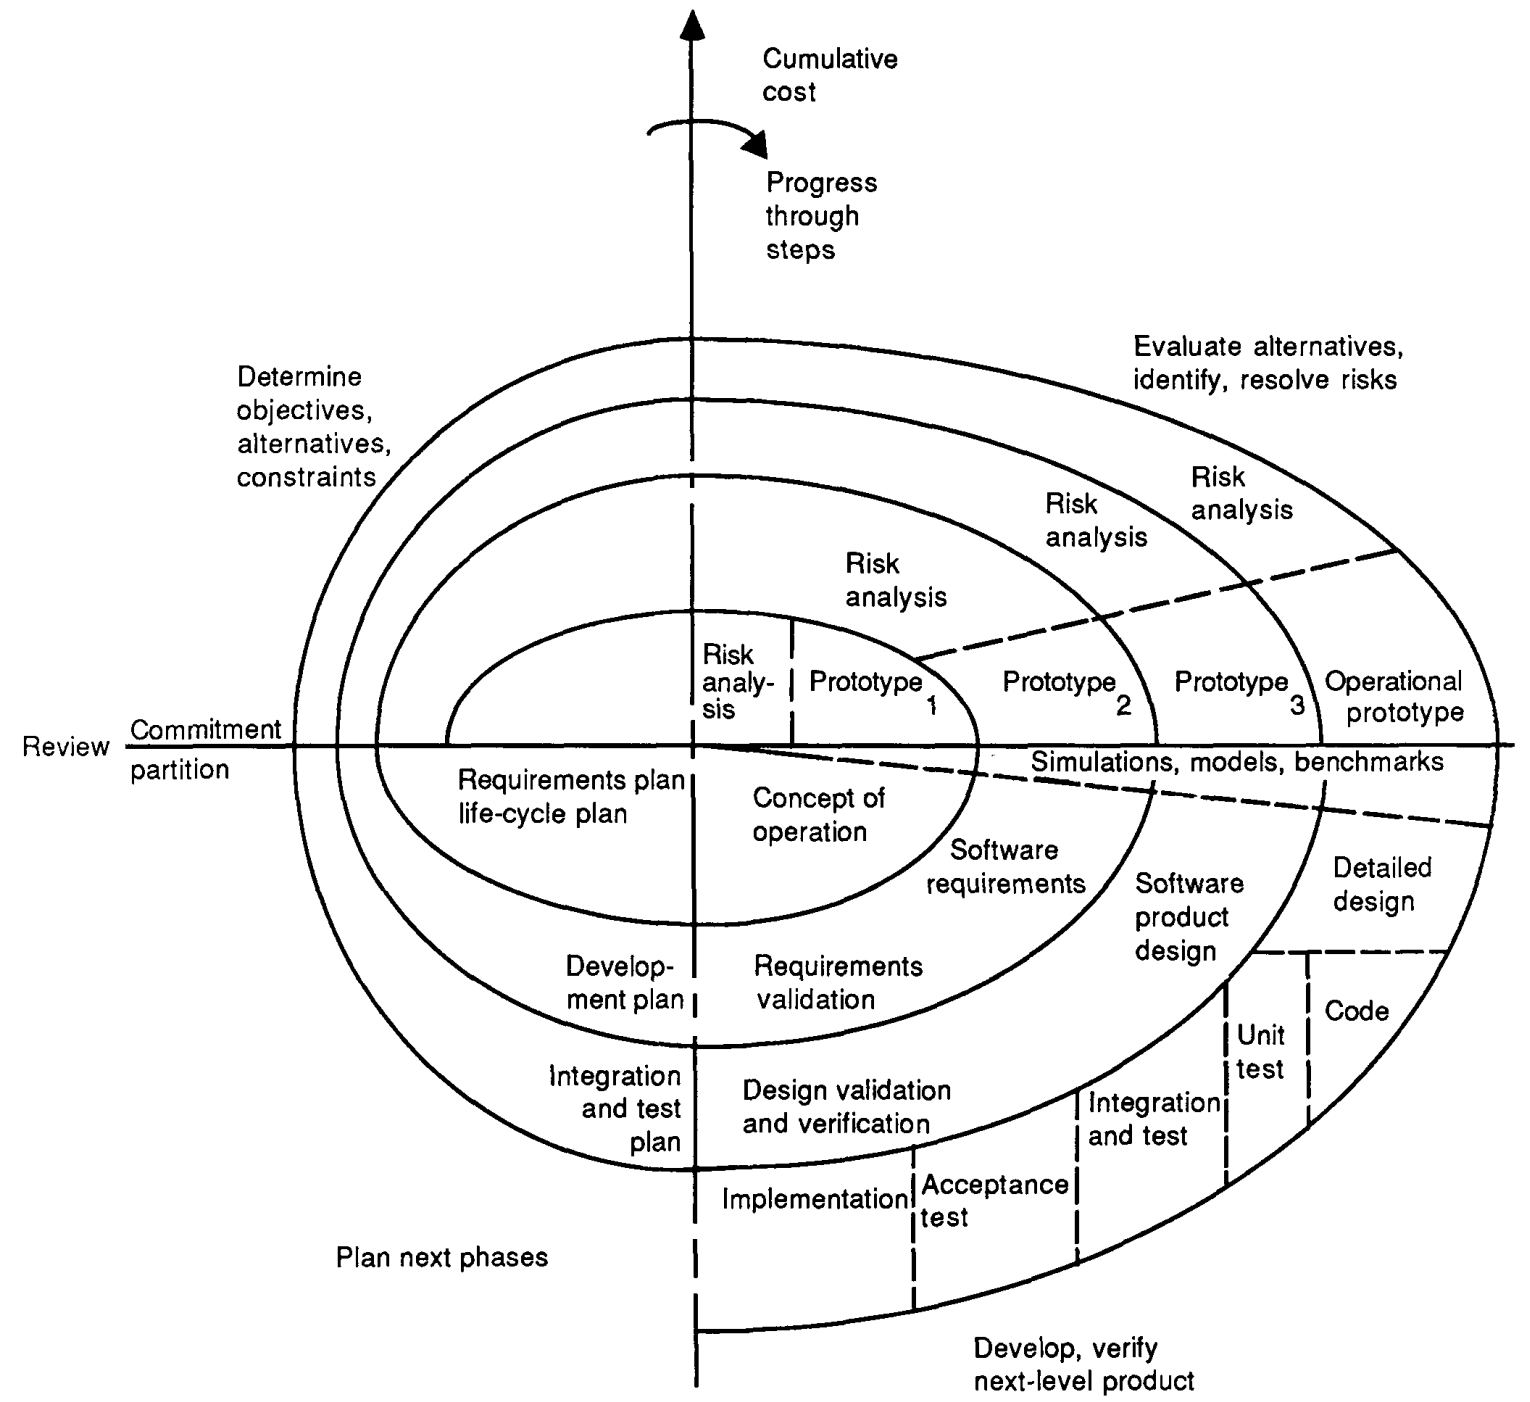 Cumulative
cost
Progress
through
steps
Evaluate alternatives,
identify, resolve risks
Determine
objectives,
alternatives,
constraints
Risk
analysis
Risk
analysis
Risk
analysis
Risk
analy-
sis
Prototype 1
Prototype 2
Prototype 3
Operational
prototype
Review
Commitment
partition
Simulations, models, benchmarks
Requirements plan
life-cycle plan
Concept of
operation
Software
requirements
Software
product
design
Detailed
design
Develop-
ment plan
Requirements
validation
Code
Unit
test
Integration
and test
plan
Design validation
and verification
Integration
and test
Acceptance
test
Implementation
Plan next phases
Develop, verify
next-level product